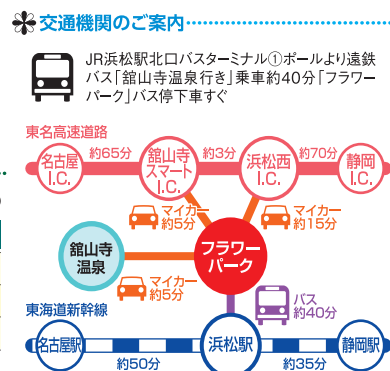 交通機関のご案内
JR浜松駅北口バスターミナル①ポールより遠鉄
バス「舘山寺温泉行き」乗車約40分「フラワー
パーク」バス停下車すぐ
東名高速道路
名古屋
I.C.
約65分
舘山寺
スマート
I.C.
約3分
浜松西
I.C.
約70分
静岡
I.C.
マイカー
約5分
マイカー
約15分
舘山寺
温泉
フラワー
パーク
マイカー
約5分
バス
約40分
東海道新幹線
名古屋駅
約50分
浜松駅
約35分
静岡駅